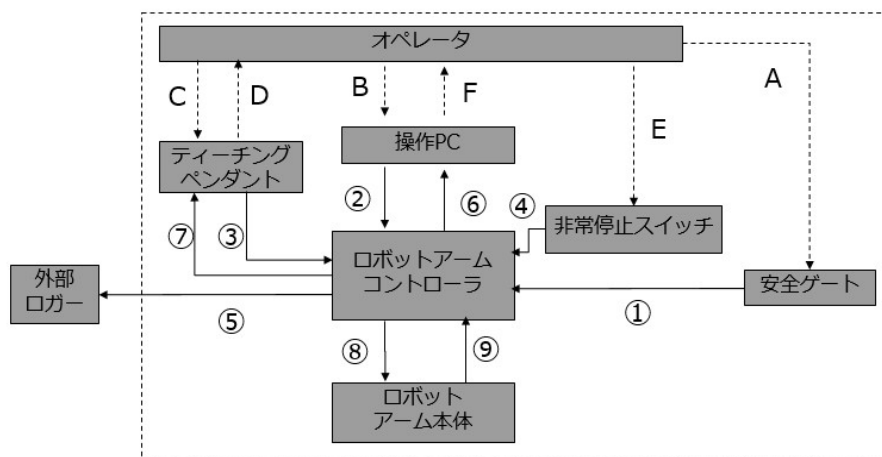 オペレータ
A
C
D
B
F
E
ティーチング
ペンダント
操作PC
②
⑥
④
非常停止スイッチ
⑦
③
ロボットアーム
コントローラ
外部
ロガー
安全ゲート
⑤
①
⑧
⑨
ロボット
アーム本体